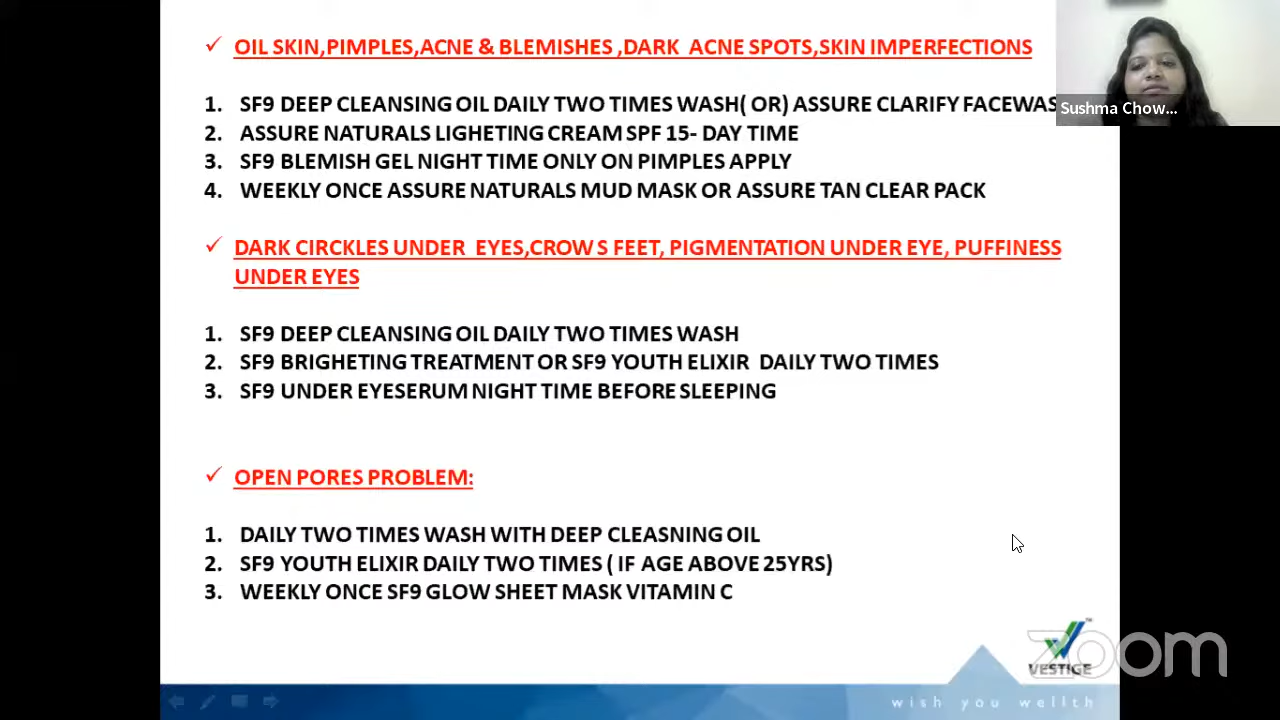 OIL SKIN,PIMPLES,ACNE & BLEMISHES ,DARK ACNE SPOTS,SKIN IMPERFECTIONS
1. SF9 DEEP CLEANSING OIL DAILY TWO TIMES WASH( OR) ASSURE CLARIFY FACEWAS
Sushma Chow...
2. ASSURE NATURALS LIGHETING CREAM SPF 15- DAY TIME
3. SF9 BLEMISH GEL NIGHT TIME ONLY ON PIMPLES APPLY
4. WEEKLY ONCE ASSURE NATURALS MUD MASK OR ASSURE TAN CLEAR PACK
DARK CIRCKLES UNDER EYES,CROW S FEET, PIGMENTATION UNDER EYE, PUFFINESS
UNDER EYES
1. SF9 DEEP CLEANSING OIL DAILY TWO TIMES WASH
2. SF9 BRIGHETING TREATMENT OR SF9 YOUTH ELIXIR DAILY TWO TIMES
3. SF9 UNDER EYESERUM NIGHT TIME BEFORE SLEEPING
OPEN PORES PROBLEM:
1. DAILY TWO TIMES WASH WITH DEEP CLEASNING OIL
2. SF9 YOUTH ELIXIR DAILY TWO TIMES ( IF AGE ABOVE 25YRS)
3. WEEKLY ONCE SF9 GLOW SHEET MASK VITAMIN C
zoom
VESTIGE
wish you wellth